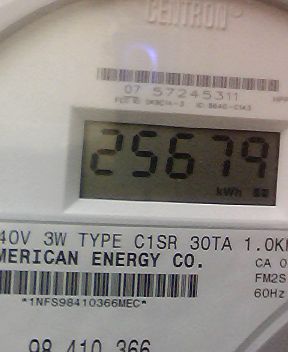 CENTRON
07 57245311
25679
kWh
40V 3W TYPE C1SR 30TA 1.0K
MERICAN ENERGY CO.
CA 0
FM2S
60Hz
*1NFS98410366MEC*
98 410 366